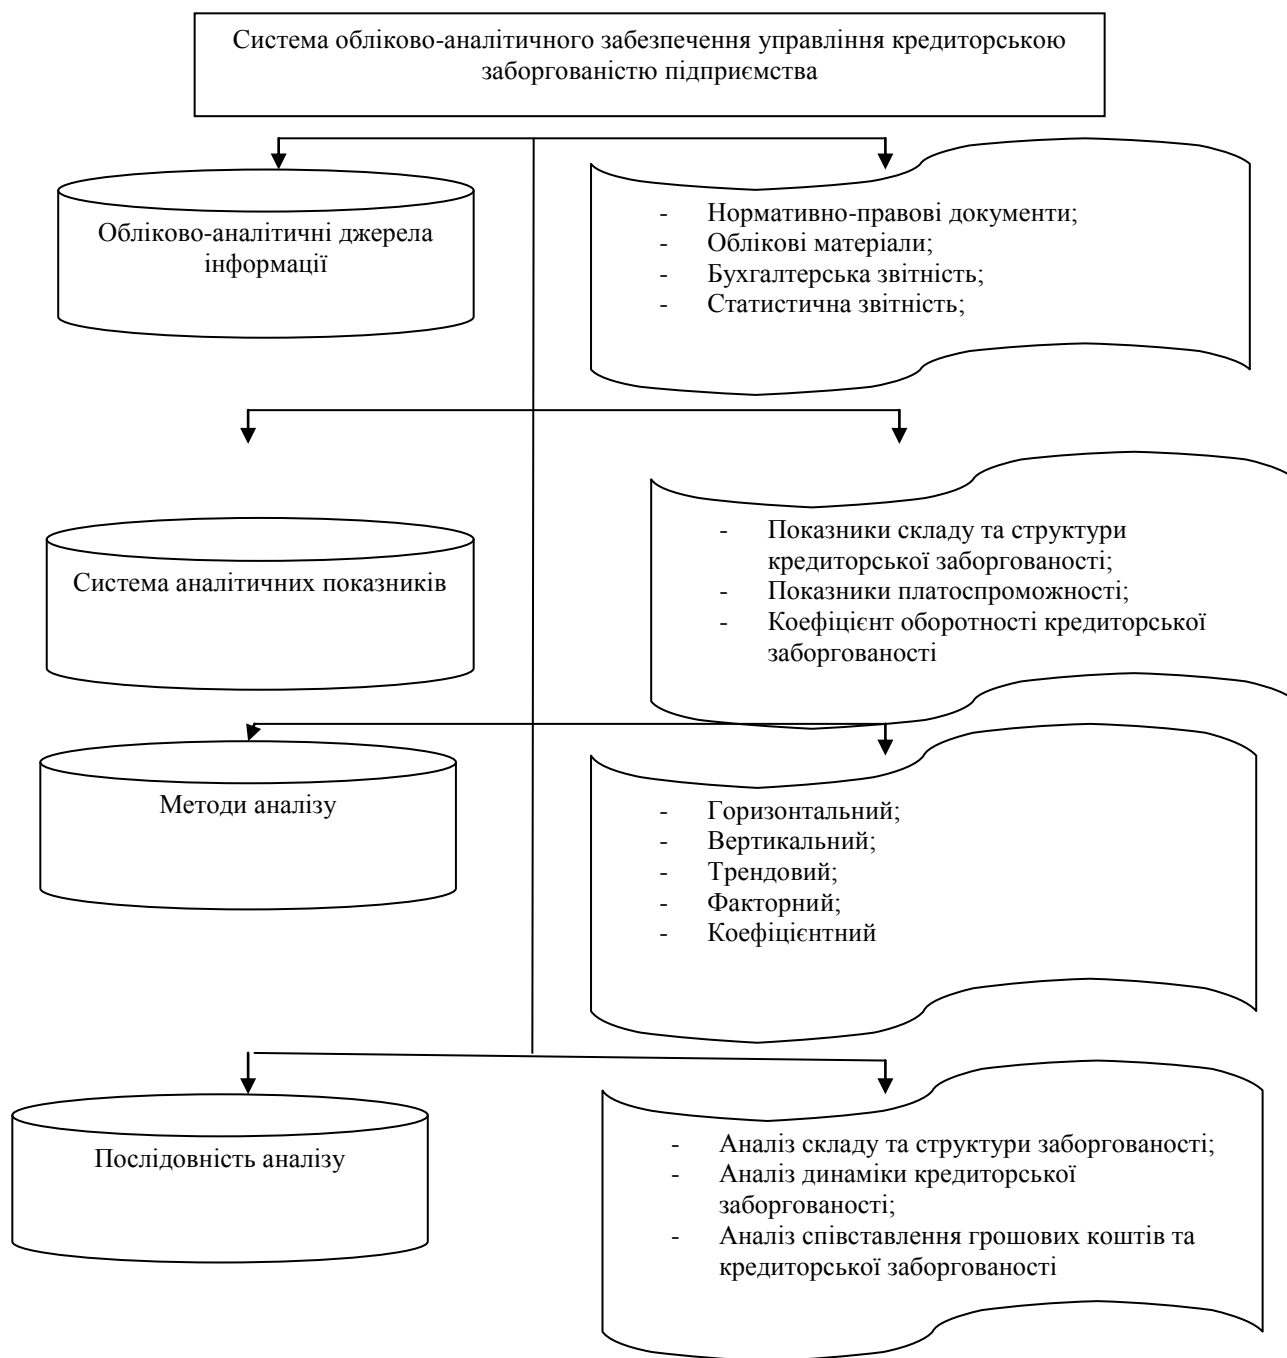 Система обліково-аналітичного забезпечення управління кредиторською
заборгованістю підприємства
Обліково-аналітичні джерела
інформації
- Нормативно-правові документи;
- Облікові матеріали;
- Бухгалтерська звітність;
- Статистична звітність;
Система аналітичних показників
- Показники складу та структури
кредиторської заборгованості;
- Показники платоспроможності;
- Коефіцієнт оборотності кредиторської
заборгованості
Методи аналізу
- Горизонтальний;
- Вертикальний;
- Трендовий;
- Факторний;
- Коефіцієнтний
Послідовність аналізу
- Аналіз складу та структури заборгованості;
- Аналіз динаміки кредиторської
заборгованості;
- Аналіз співставлення грошових коштів та
кредиторської заборгованості